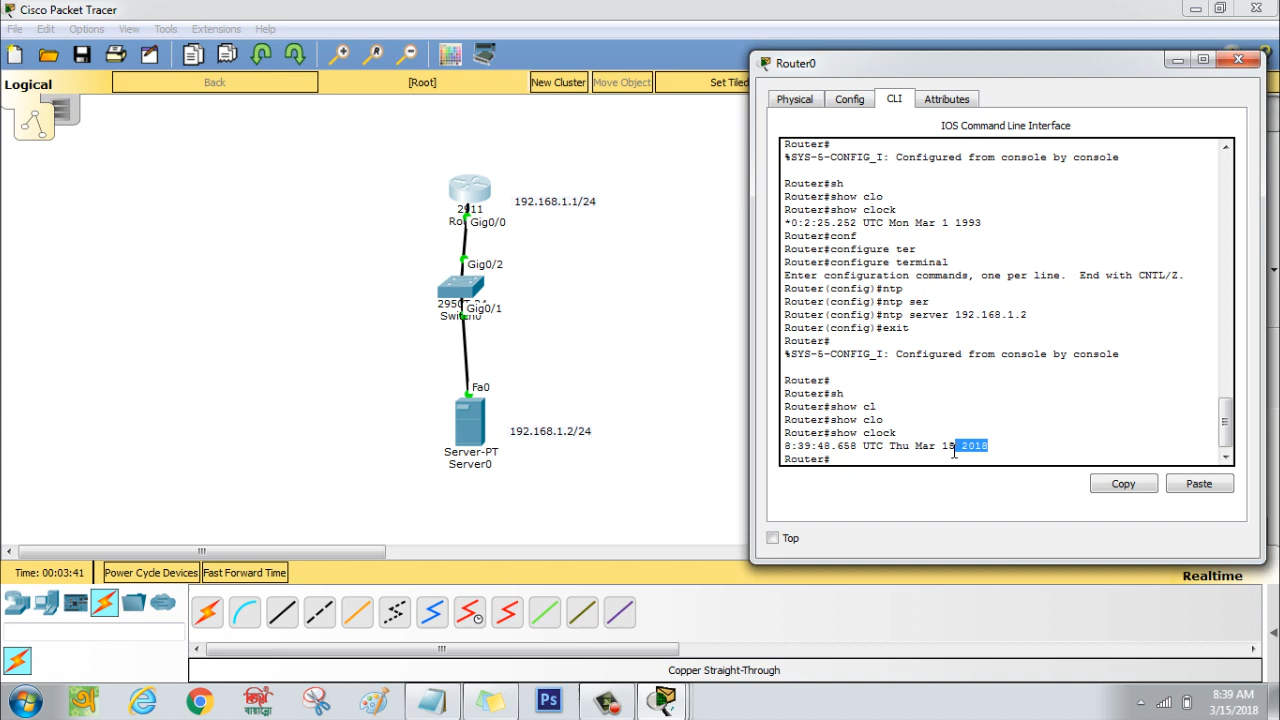 Cisco Packet Tracer
File Edit Options View Tools Extensions Help
Logical
Back
[Root]
New Cluster
Move Object
Set Tiled
192.168.1.1/24
2911
Gig0/0
Gig0/2
Gig0/1
Fa0
192.168.1.2/24
Server-PT
Server0
Router0
Physical Config CLI Attributes
IOS Command Line Interface
Router#
%SYS-5-CONFIG_I: Configured from console by console
Router#sh
Router#show clo
Router#show clock
*0:2:25.252 UTC Mon Mar 1 1993
Router#conf
Router#configure ter
Router#configure terminal
Enter configuration commands, one per line. End with CNTL/Z.
Router(config)#ntp
Router(config)#ntp ser
Router(config)#ntp server 192.168.1.2
Router(config)#exit
Router#
%SYS-5-CONFIG_I: Configured from console by console
Router#
Router#sh
Router#show cl
Router#show clo
Router#show clock
8:39:48.658 UTC Thu Mar 15 2018
Router#
Copy
Paste
Top
Time: 00:03:41
Power Cycle Devices
Fast Forward Time
Realtime
Copper Straight-Through
Ps
8:39 AM
3/15/2018